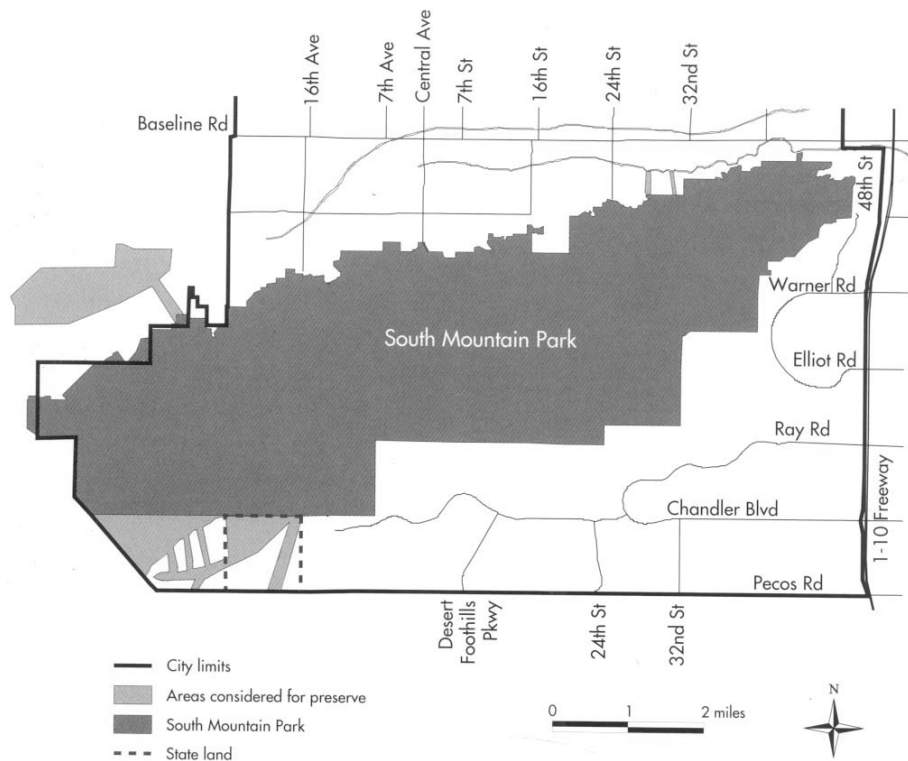 16th Ave
7th Ave
Central Ave
7th St
16th St
24th St
32nd St
Baseline Rd
48th St
Warner Rd
South Mountain Park
Elliot Rd
Ray Rd
Chandler Blvd
1-10 Freeway
Pecos Rd
Desert
Foothills
Pkwy
24th St
32nd St
City limits
Areas considered for preserve
South Mountain Park
State land
0 1 2 miles
N